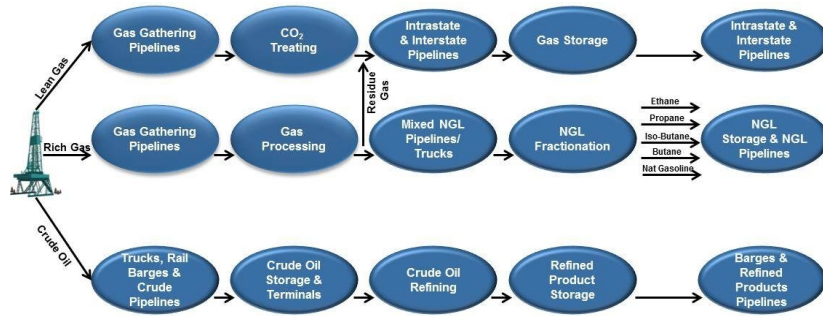 Lean Gas
Gas Gathering
Pipelines
CO₂
Treating
Intrastate
& Interstate
Pipelines
Gas Storage
Intrastate &
Interstate
Pipelines
Residue
Gas
Rich Gas
Gas Gathering
Pipelines
Gas
Processing
Mixed NGL
Pipelines/
Trucks
NGL
Fractionation
Ethane
Propane
Iso-Butane
Butane
Nat Gasoline
NGL
Storage & NGL
Pipelines
Crude Oil
Trucks, Rail
Barges &
Crude
Pipelines
Crude Oil
Storage &
Terminals
Crude Oil
Refining
Refined
Product
Storage
Barges &
Refined
Products
Pipelines